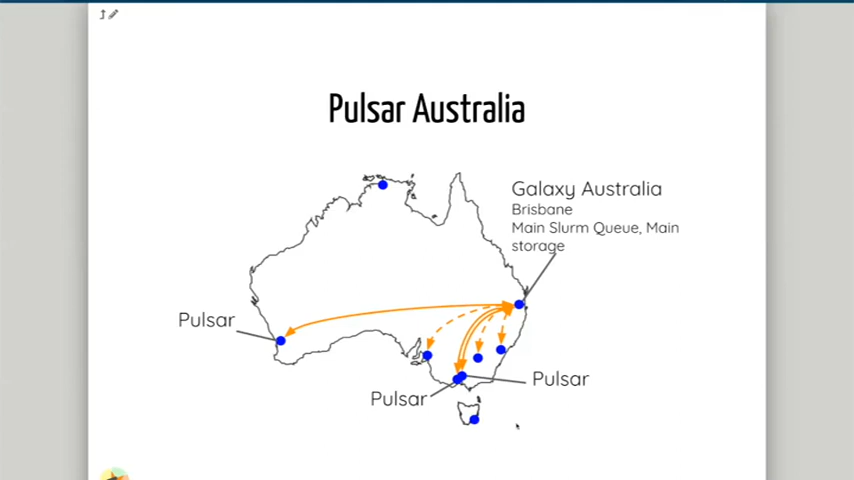 Pulsar Australia
Galaxy Australia
Brisbane
Main Slurm Queue, Main
storage
Pulsar
Pulsar
Pulsar